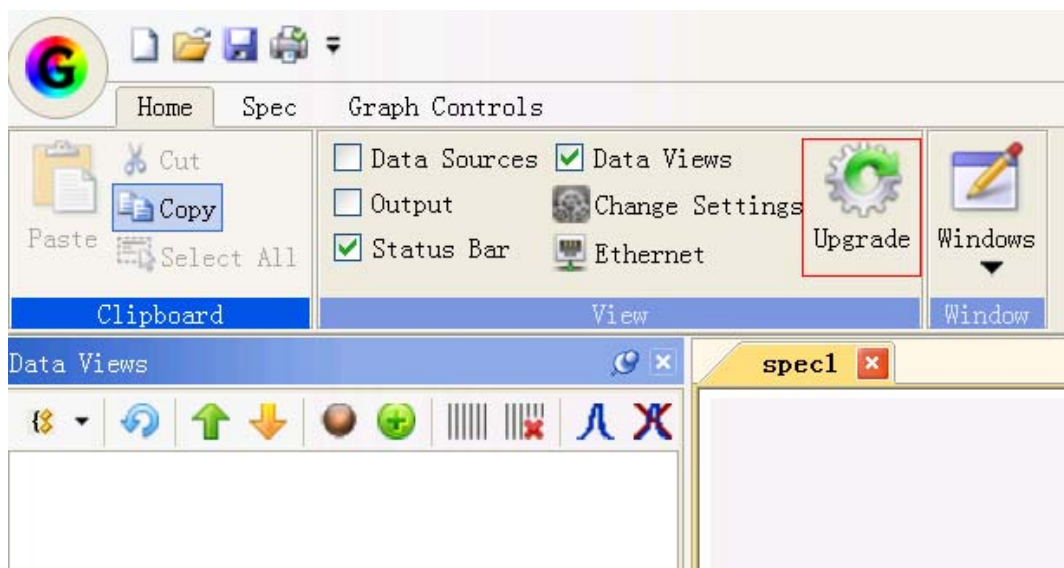 G
Home Spec Graph Controls
Cut
Copy
Select All
Paste
Data Sources
Output
Status Bar
Data Views
Change Settings
Ethernet
Upgrade
Windows
Clipboard View Window
Data Views
spec1